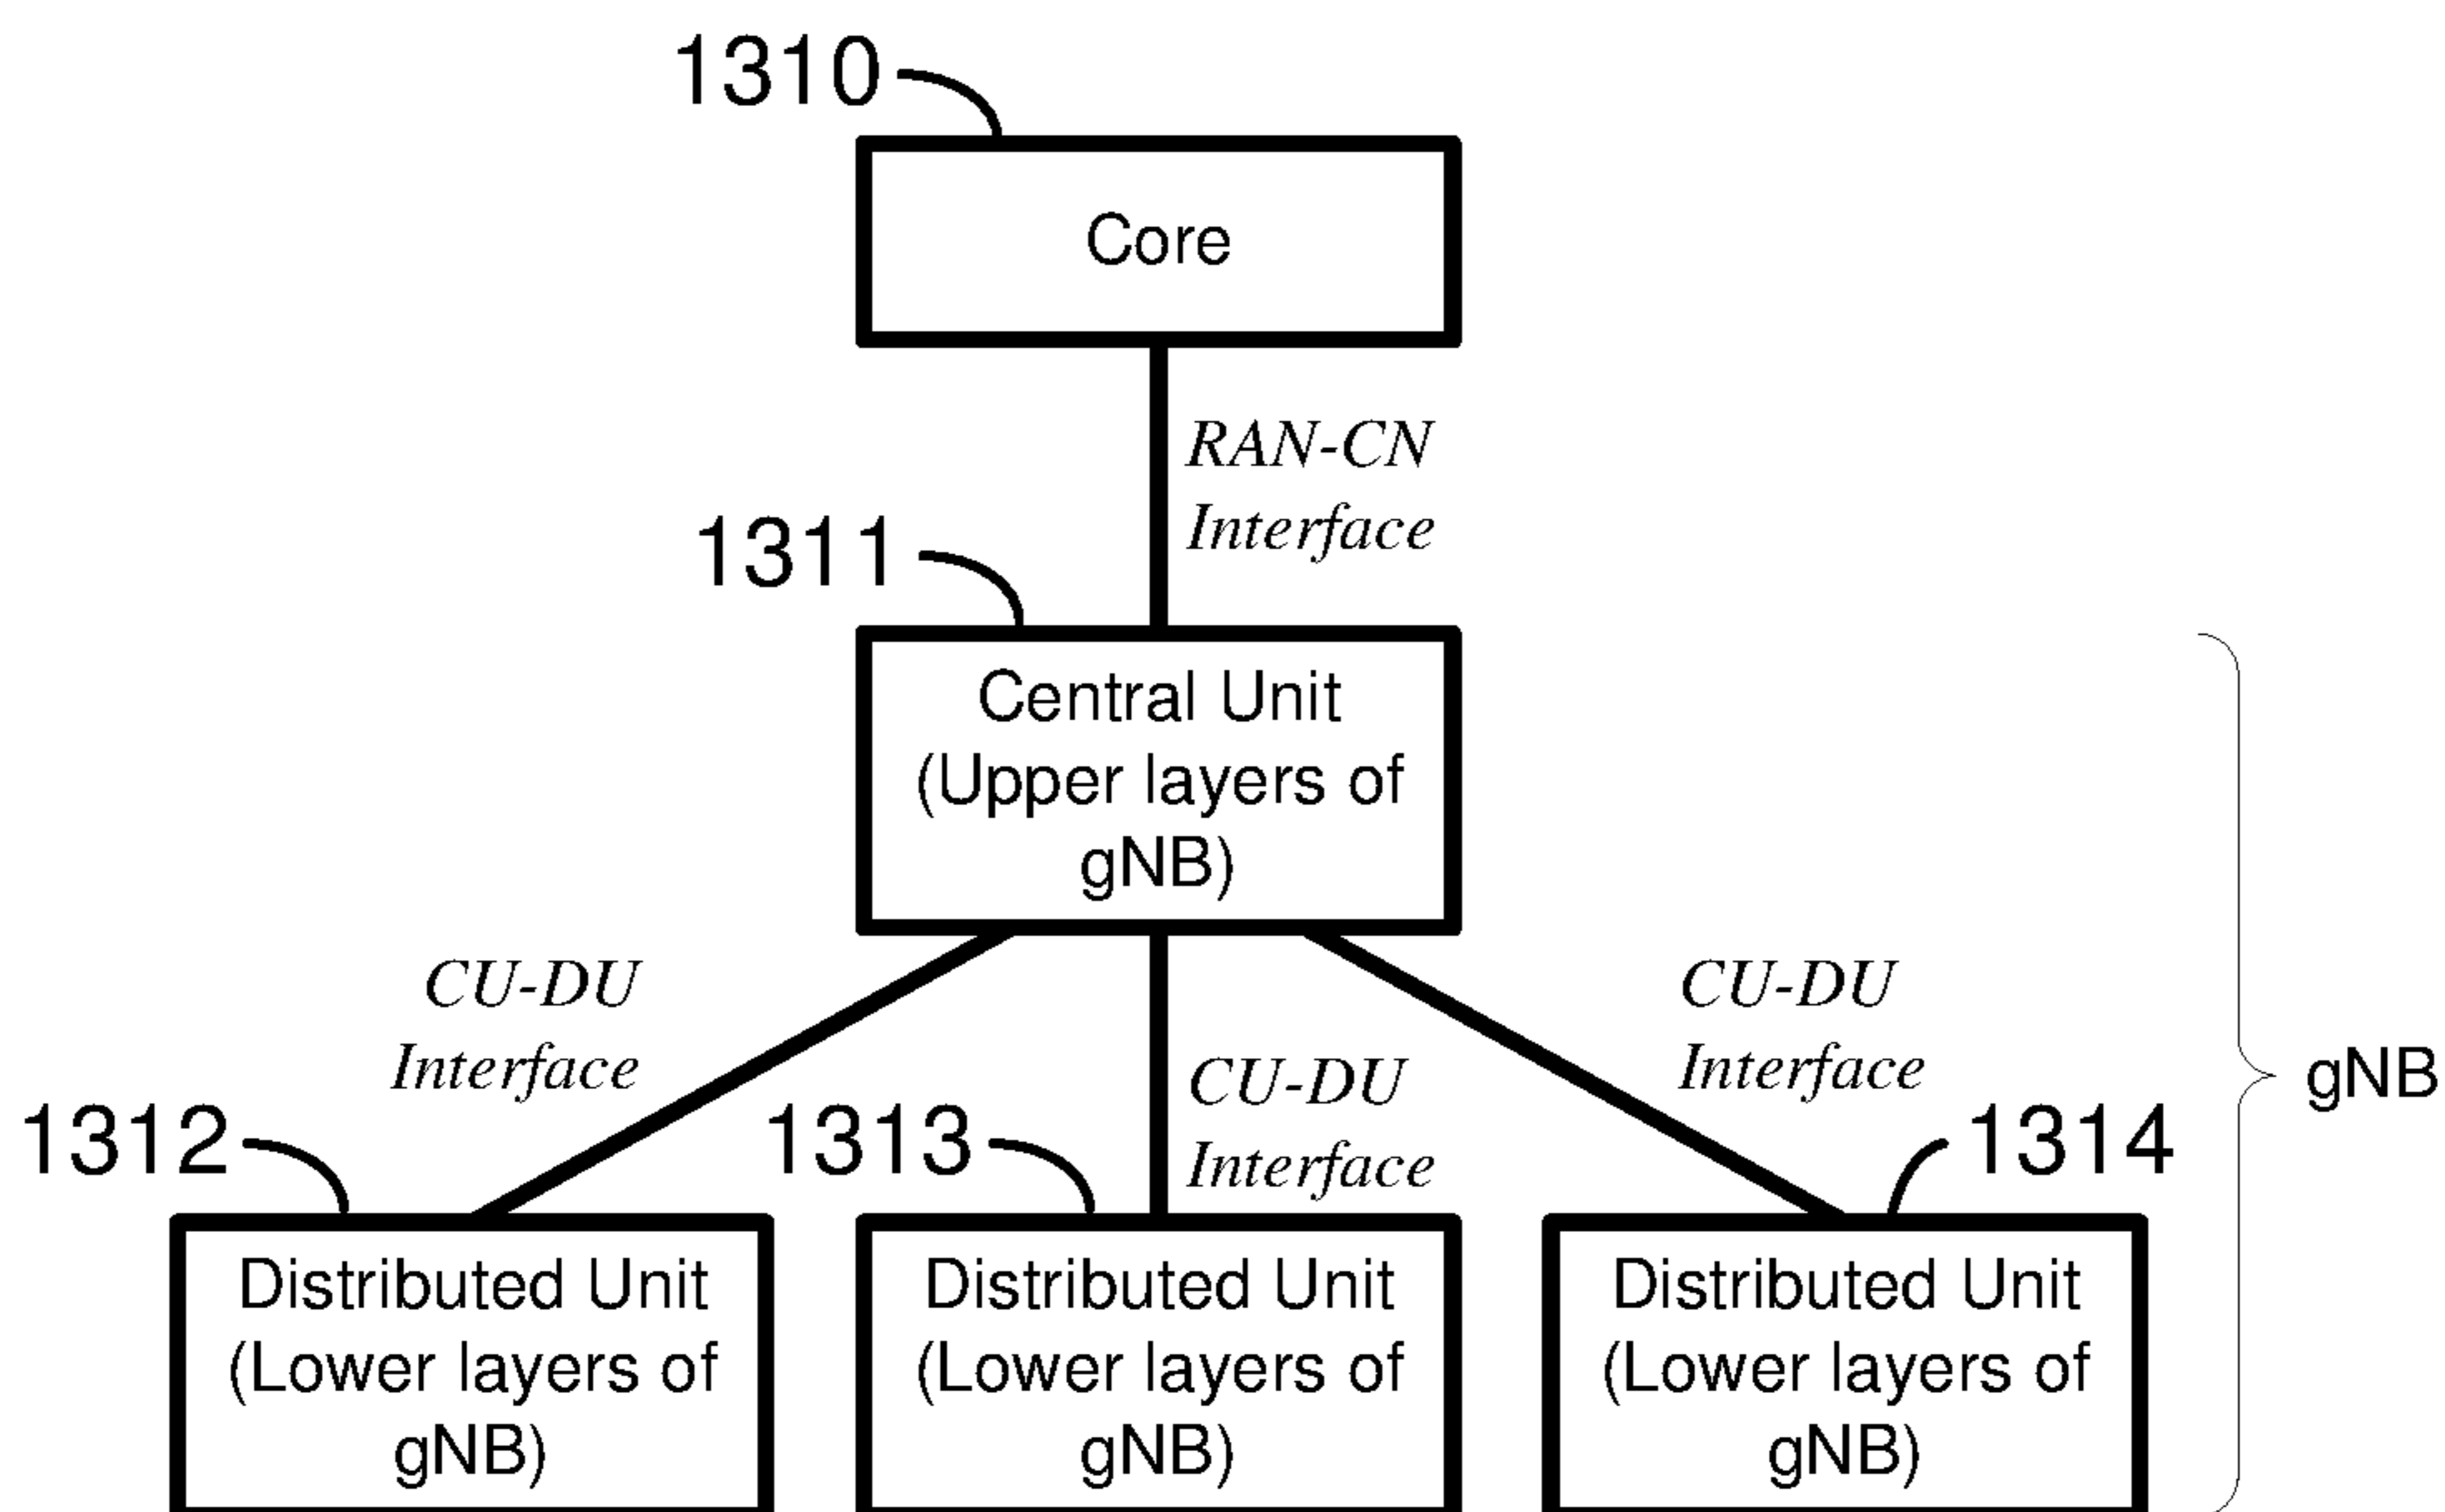 1310
Core
RAN-CN
Interface
1311
Central Unit
(Upper layers of
gNB)
CU-DU
Interface
CU-DU
Interface
CU-DU
Interface
gNB
1312
1313
1314
Distributed Unit
(Lower layers of
gNB)
Distributed Unit
(Lower layers of
gNB)
Distributed Unit
(Lower layers of
gNB)